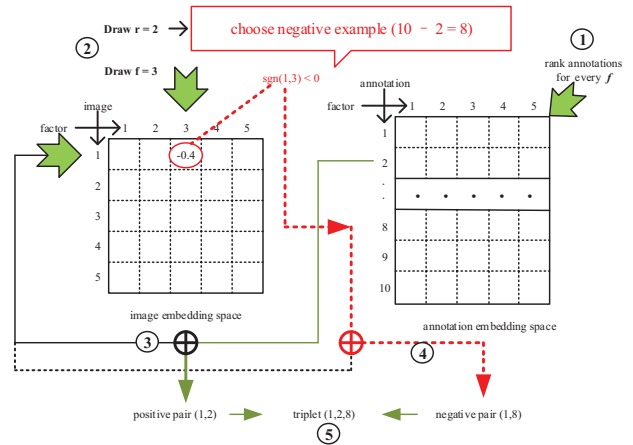 Draw r = 2
choose negative example (10 - 2 = 8)
2
1
rank annotations
for every f
Draw f = 3
sgn(1,3) < 0
image
annotation
factor
1 2 3 4 5
factor
1 2 3 4 5
1
-0.4
2
3
4
5
1
2
.
.
. . . . .
8
9
10
image embedding space
annotation embedding space
3
4
positive pair (1,2)
triplet (1,2,8)
negative pair (1,8)
5